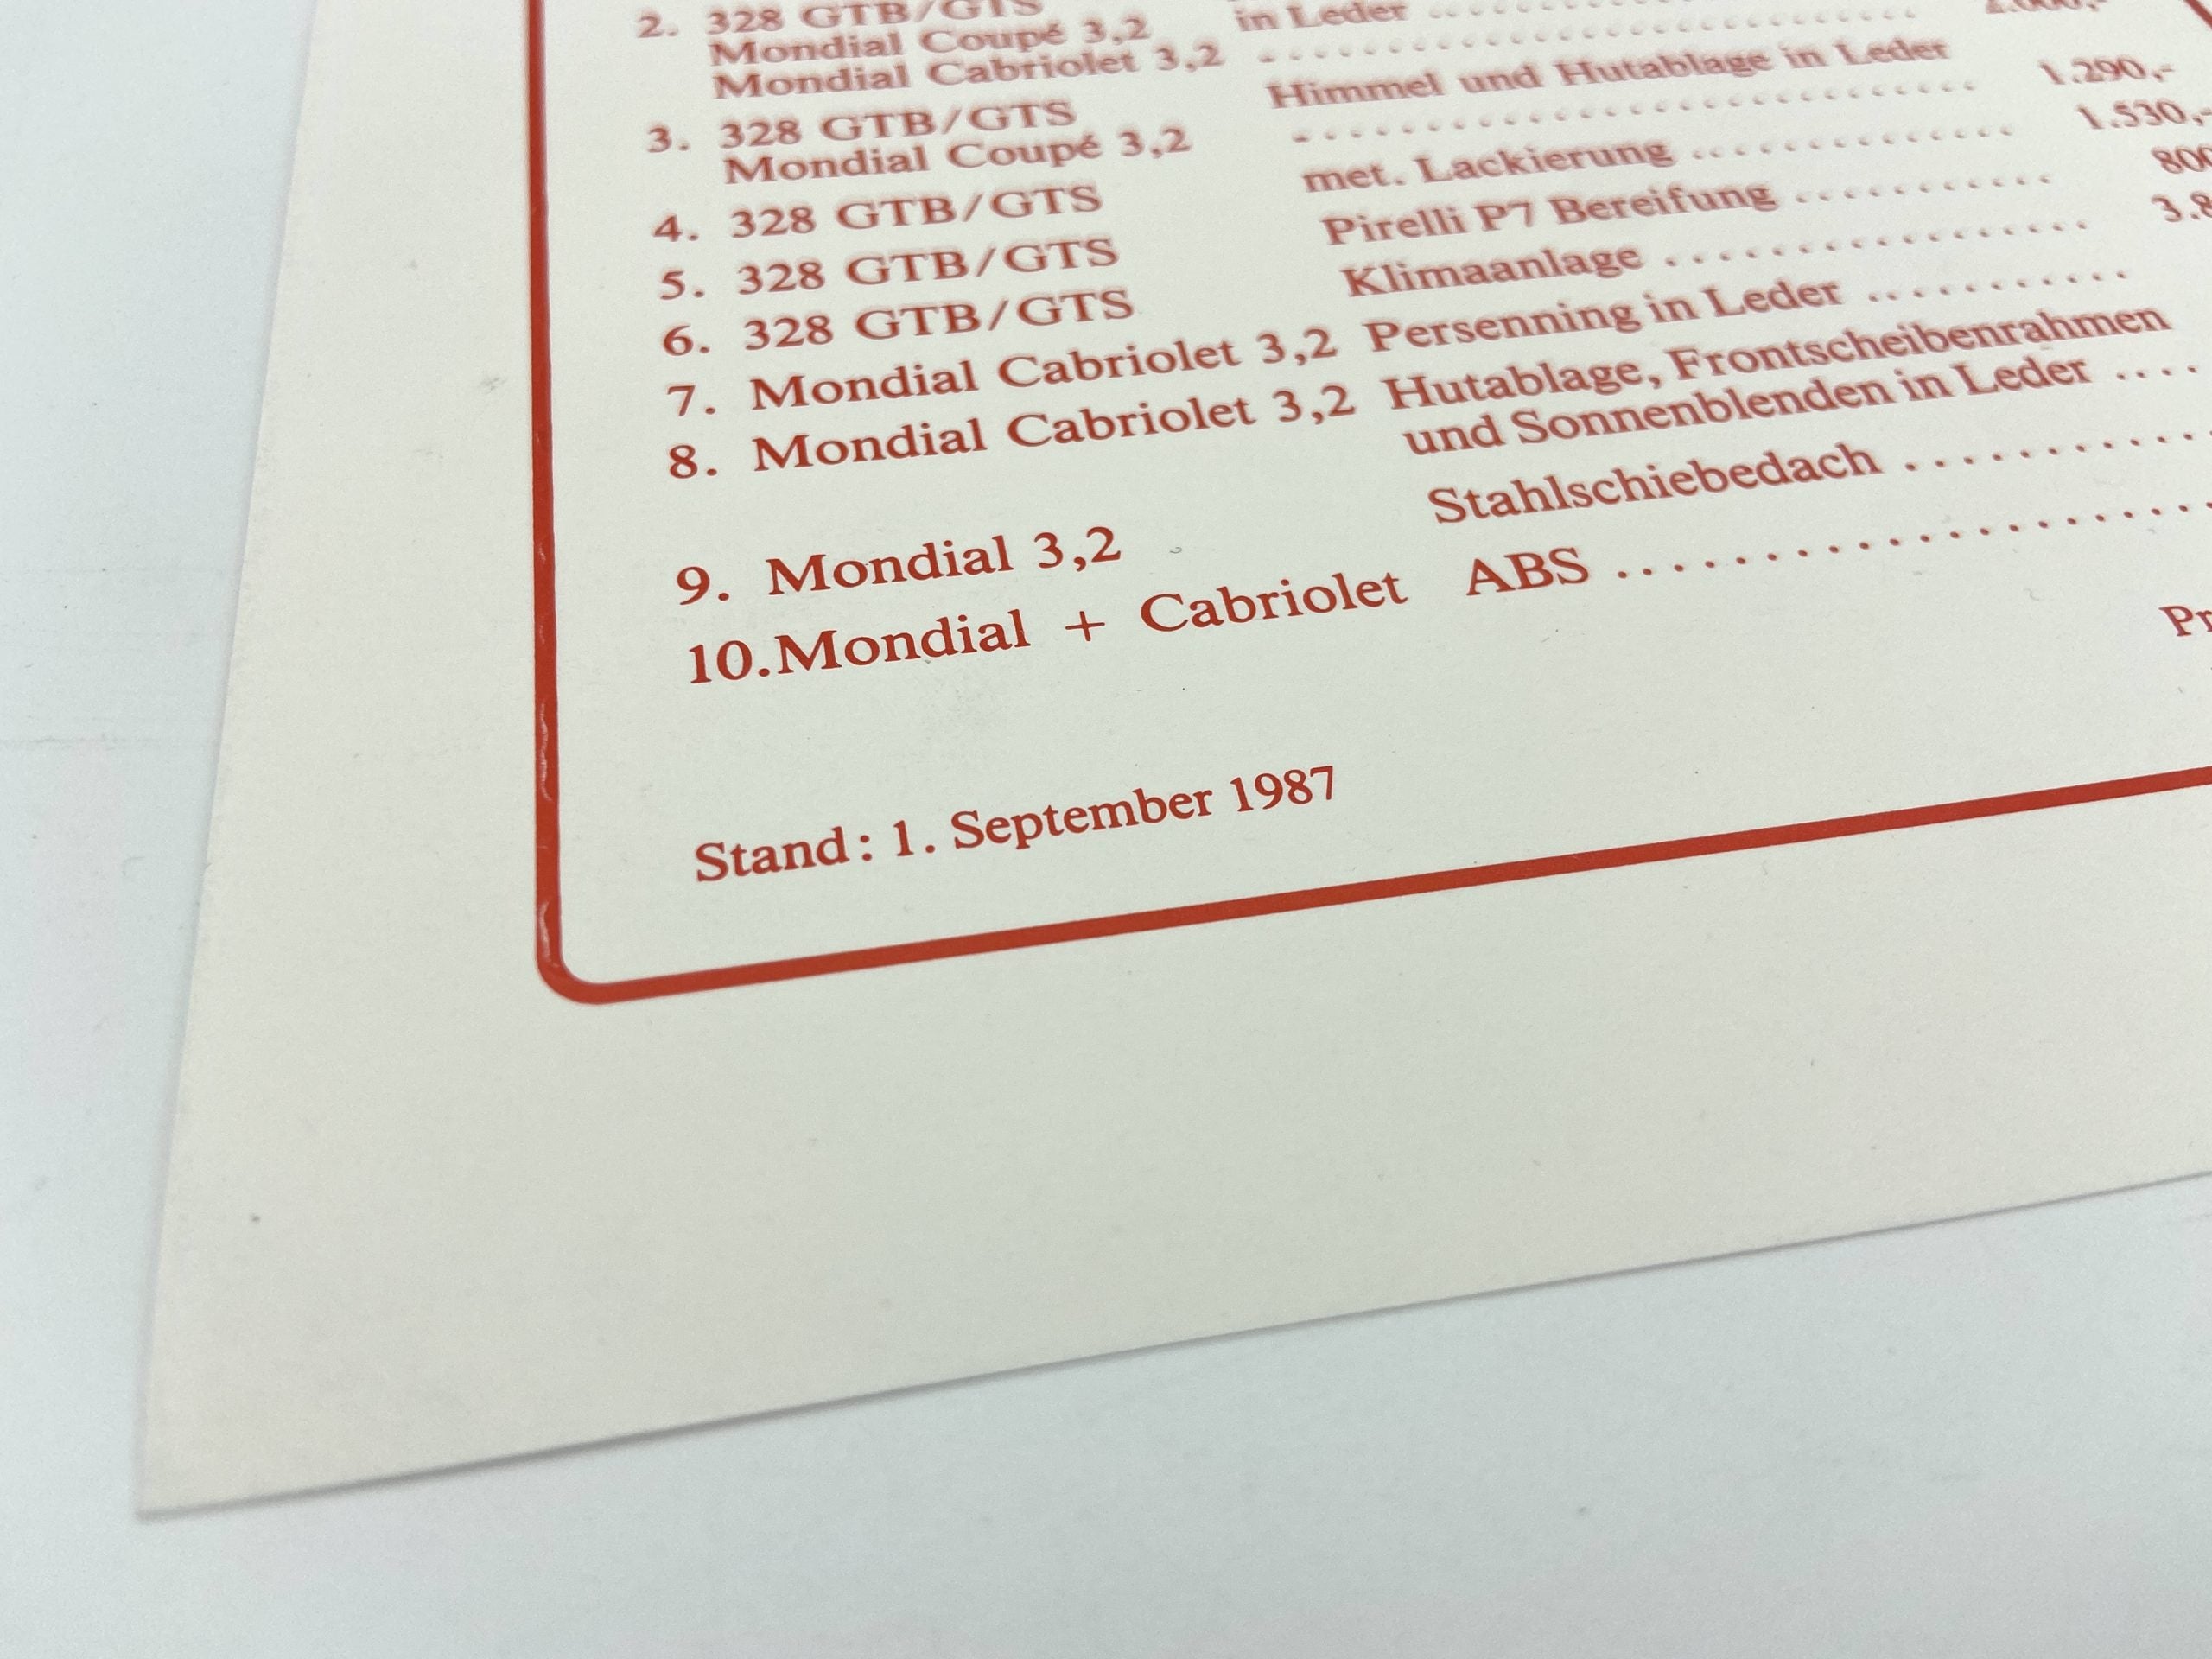 2. 328 GTB/GTS in Leder ........
Mondial Coupé 3,2 ........
Mondial Cabriolet 3,2 Himmel und Hutablage in Leder
3. 328 GTB/GTS ........ 1.290,-
Mondial Coupé 3,2 met. Lackierung ........ 1.530,-
4. 328 GTB/GTS Pirelli P7 Bereifung ........ 800
5. 328 GTB/GTS Klimaanlage ........ 3.8
6. 328 GTB/GTS Persenning in Leder ........
7. Mondial Cabriolet 3,2 Hutablage, Frontscheibenrahmen
8. Mondial Cabriolet 3,2 und Sonnenblenden in Leder ....
Stahlschiebedach ........
9. Mondial 3,2 ABS ........
10. Mondial + Cabriolet
Pr
Stand: 1. September 1987